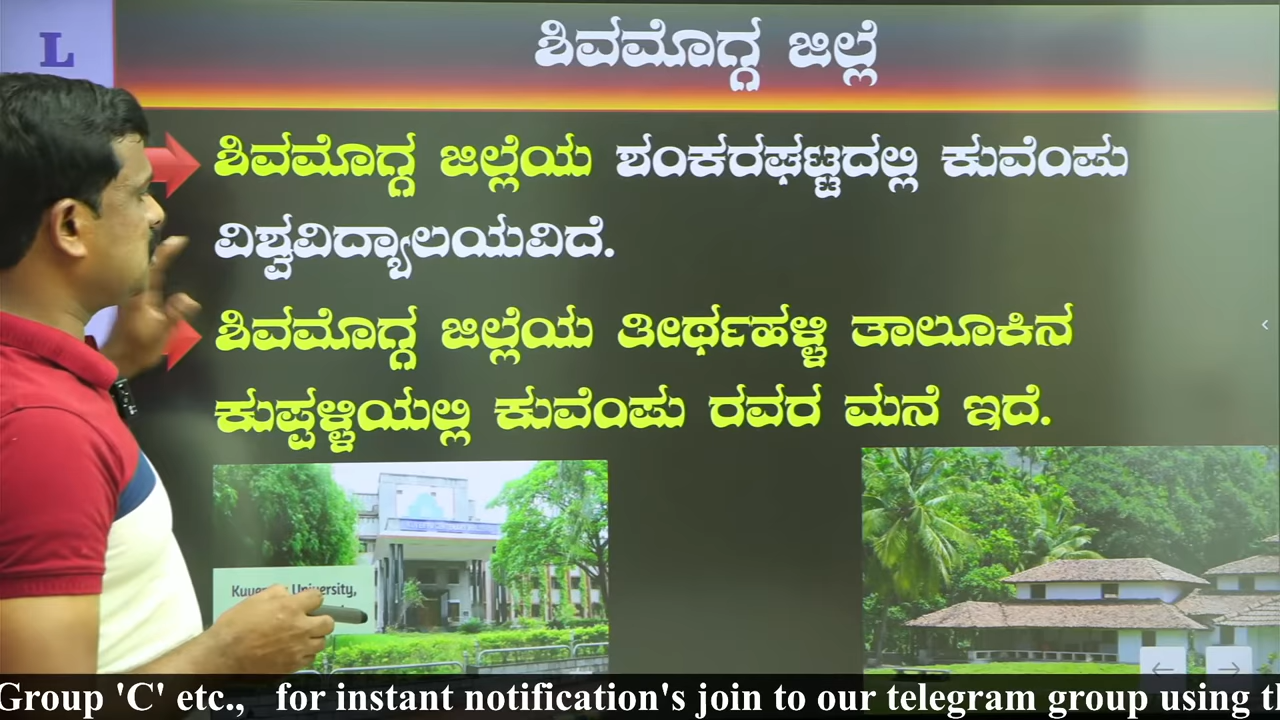 L
ಶಿವಮೊಗ್ಗ ಜಿಲ್ಲೆ
ಶಿವಮೊಗ್ಗ ಜಿಲ್ಲೆಯ ಶಂಕರಘಟ್ಟದಲ್ಲಿ ಕುವೆಂಪು
ವಿಶ್ವವಿದ್ಯಾಲಯವಿದೆ.
ಶಿವಮೊಗ್ಗ ಜಿಲ್ಲೆಯ ತೀರ್ಥಹಳ್ಳಿ ತಾಲೂಕಿನ
ಕುಪ್ಪಳ್ಳಿಯಲ್ಲಿ ಕುವೆಂಪು ರವರ ಮನೆ ಇದೆ.
University,
Group 'C' etc., for instant notification's join to our telegram group using